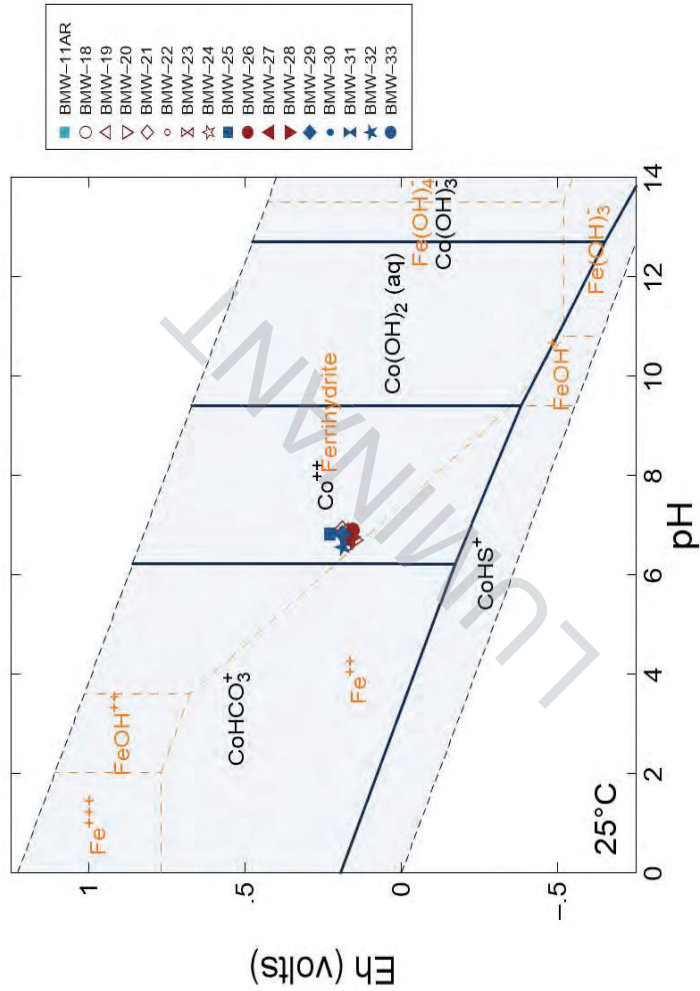 BMW–11AR
BMW–18
BMW–19
BMW–20
BMW–21
BMW–22
BMW–23
BMW–24
BMW–25
BMW–26
BMW–27
BMW–28
BMW–29
BMW–30
BMW–31
BMW–32
BMW–33
Eh (volts)
1
.5
0
–.5
Fe+++
FeOH++
CoHCO3+
Fe++
Co++
Ferrihydrite
Co(OH)2 (aq)
Fe(OH)4-
Co(OH)3-
CoHS+
FeOH+
Fe(OH)3-
25°C
0
2
4
6
8
10
12
14
pH
LUMINANT